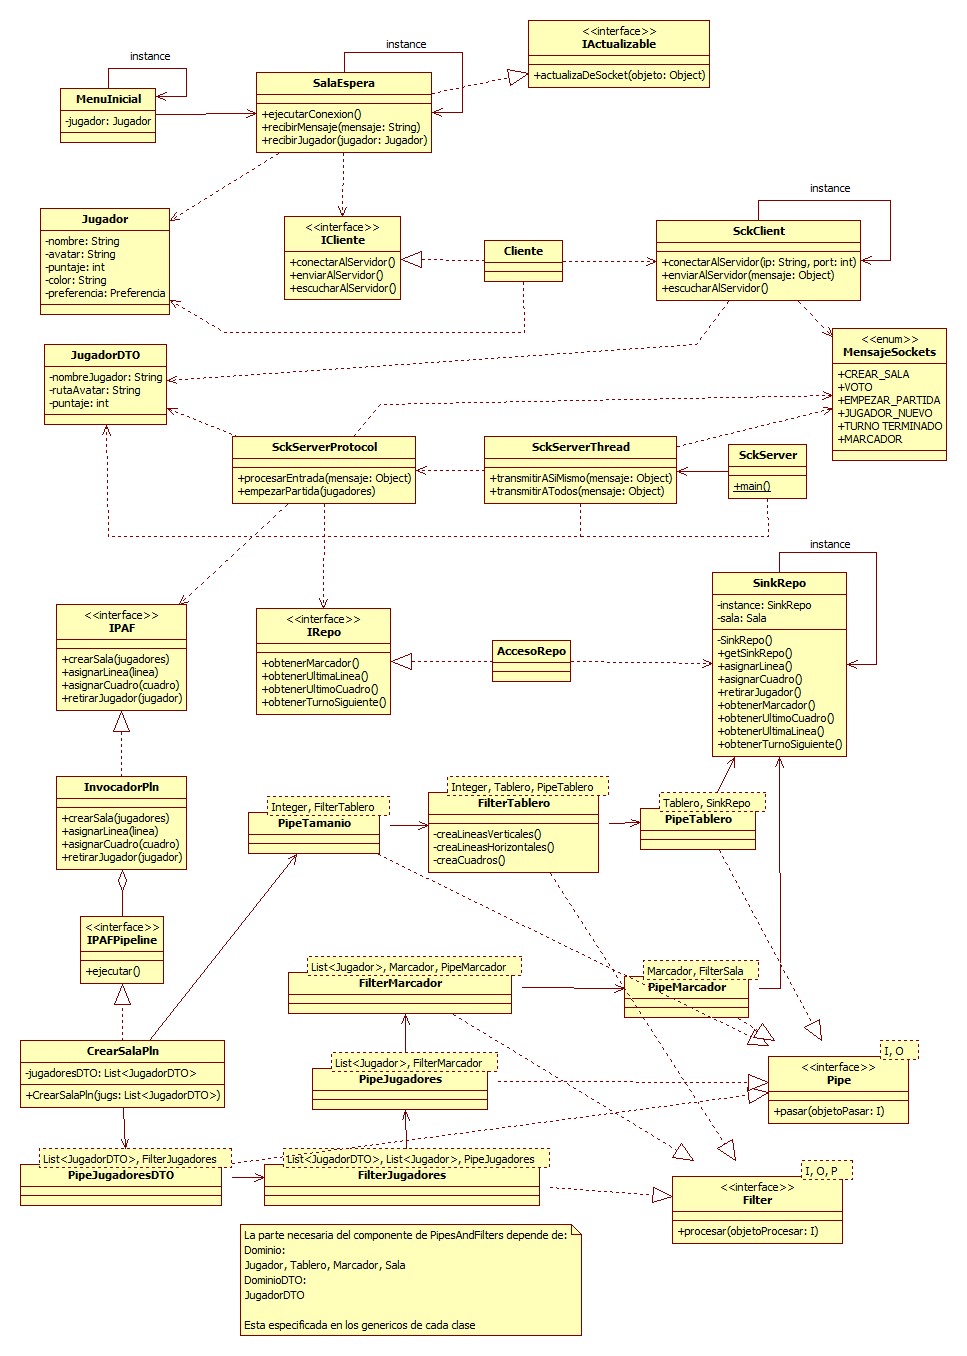 instance
MenuInicial
-jugador: Jugador
instance
SalaEspera
+ejecutarConexion()
+recibirMensaje(mensaje: String)
+recibirJugador(jugador: Jugador)
<<interface>>
IActualizable
+actualizaDeSocket(objeto: Object)
Jugador
-nombre: String
-avatar: String
-puntaje: int
-color: String
-preferencia: Preferencia
<<interface>>
ICliente
+conectarAlServidor()
+enviarAlServidor()
+escucharAlServidor()
Cliente
instance
SckClient
+conectarAlServidor(ip: String, port: int)
+enviarAlServidor(mensaje: Object)
+escucharAlServidor()
JugadorDTO
-nombreJugador: String
-rutaAvatar: String
-puntaje: int
<<enum>>
MensajeSockets
+CREAR_SALA
+VOTO
+EMPEZAR_PARTIDA
+JUGADOR_NUEVO
+TURNO TERMINADO
+MARCADOR
SckServerProtocol
+procesarEntrada(mensaje: Object)
+empezarPartida(jugadores)
SckServerThread
+transmitirASiMismo(mensaje: Object)
+transmitirATodos(mensaje: Object)
SckServer
+main()
<<interface>>
IPAF
+crearSala(jugadores)
+asignarLinea(linea)
+asignarCuadro(cuadro)
+retirarJugador(jugador)
<<interface>>
IRepo
+obtenerMarcador()
+obtenerUltimaLinea()
+obtenerUltimoCuadro()
+obtenerTurnoSiguiente()
AccesoRepo
instance
SinkRepo
-instance: SinkRepo
-sala: Sala
-SinkRepo()
+getSinkRepo()
+asignarLinea()
+asignarCuadro()
+retirarJugador()
+obtenerMarcador()
+obtenerUltimoCuadro()
+obtenerUltimaLinea()
+obtenerTurnoSiguiente()
InvocadorPln
+crearSala(jugadores)
+asignarLinea(linea)
+asignarCuadro(cuadro)
+retirarJugador(jugador)
Integer, FilterTablero
PipeTamanio
Integer, Tablero, PipeTablero
FilterTablero
-creaLineasVerticales()
-creaLineasHorizontales()
-creaCuadros()
Tablero, SinkRepo
PipeTablero
<<interface>>
IPAFPipeline
+ejecutar()
List<Jugador>, Marcador, PipeMarcador
FilterMarcador
Marcador, FilterSala
PipeMarcador
CrearSalaPln
-jugadoresDTO: List<JugadorDTO>
+CrearSalaPln(jugs: List<JugadorDTO>)
List<Jugador>, FilterMarcador
PipeJugadores
I, O
<<interface>>
Pipe
+pasar(objetoPasar: I)
List<JugadorDTO>, FilterJugadores
PipeJugadoresDTO
List<JugadorDTO>, List<Jugador>, PipeJugadores
FilterJugadores
I, O, P
<<interface>>
Filter
+procesar(objetoProcesar: I)
La parte necesaria del componente de PipesAndFilters depende de:
Dominio:
Jugador, Tablero, Marcador, Sala
DominioDTO:
JugadorDTO
Esta especificada en los genericos de cada clase